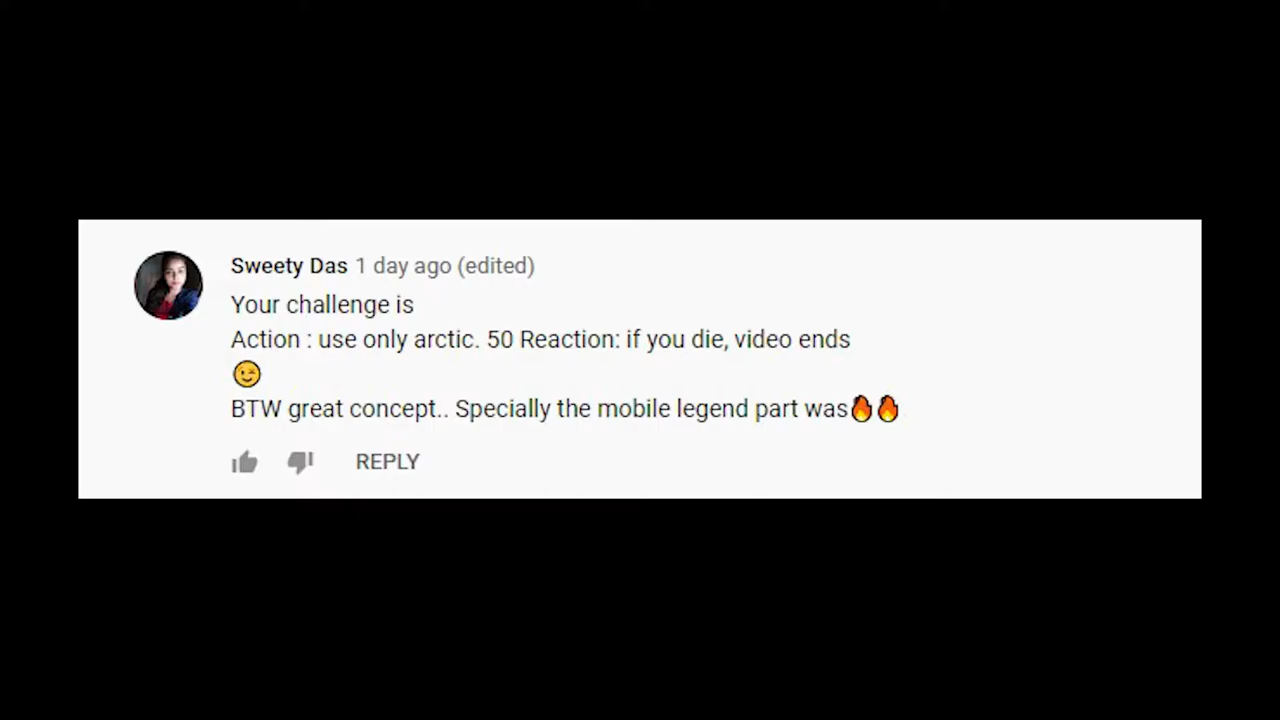 Sweety Das 1 day ago (edited)
Your challenge is
Action : use only arctic. 50 Reaction: if you die, video ends
😉
BTW great concept.. Specially the mobile legend part was🔥🔥
REPLY